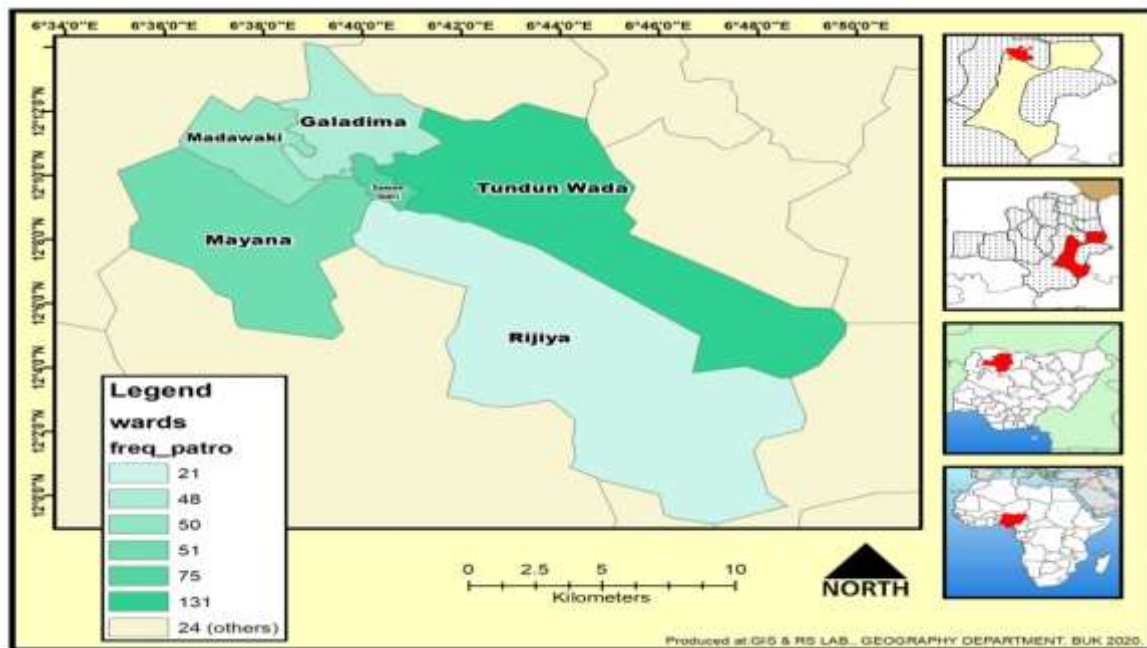 6°34'0"E 6°36'0"E 6°38'0"E 6°40'0"E 6°42'0"E 6°44'0"E 6°46'0"E 6°48'0"E 6°50'0"E
Galadima
Madawaki
Tundun Wada
Mayana
Rijiya
Legend
wards
freq_patro
21
48
50
51
75
131
24 (others)
0 2.5 5 10
Kilometers
NORTH
Produced at:GIS & RS LAB., GEOGRAPHY DEPARTMENT. BUK 2020.